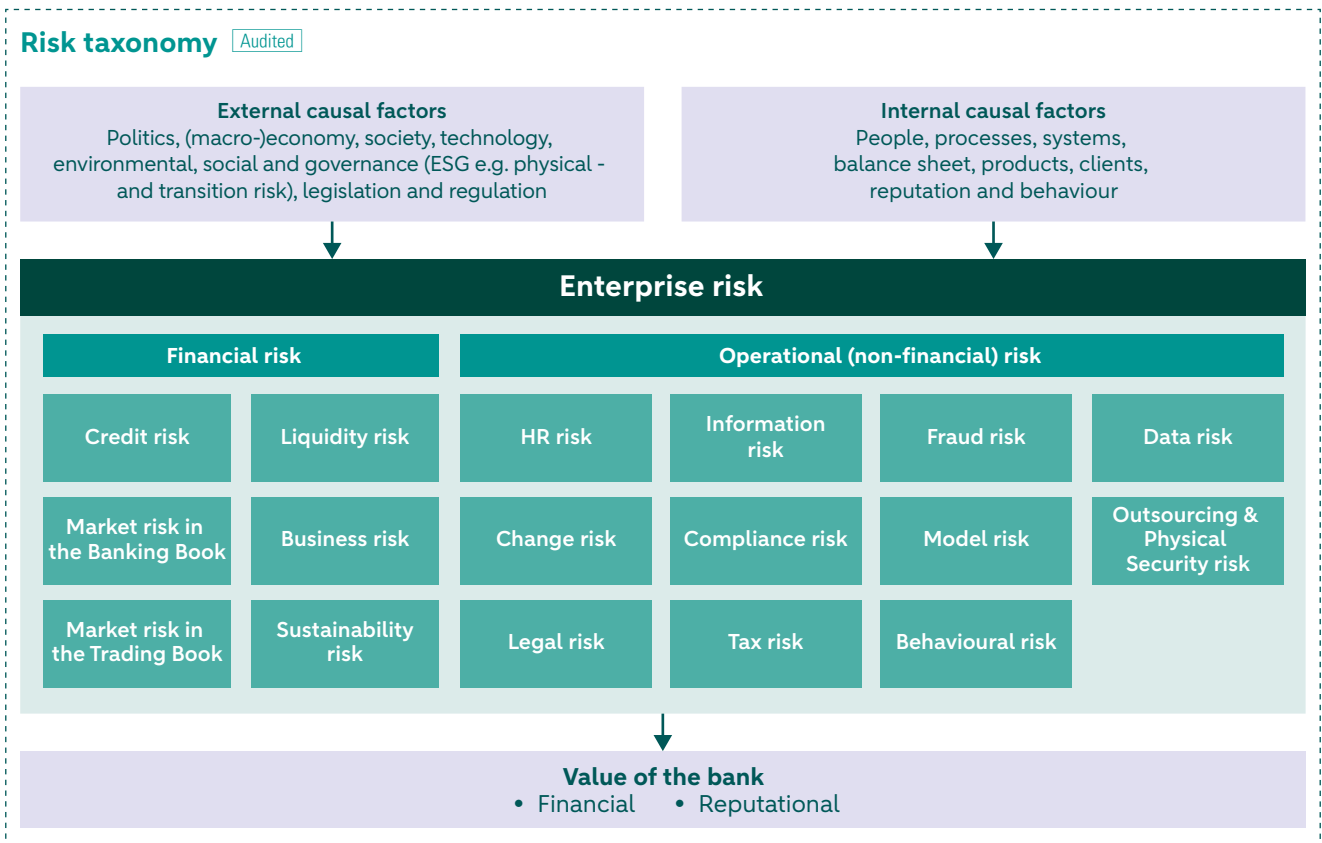 Risk taxonomy Audited
External causal factors
Politics, (macro-)economy, society, technology,
environmental, social and governance (ESG e.g. physical -
and transition risk), legislation and regulation
Internal causal factors
People, processes, systems,
balance sheet, products, clients,
reputation and behaviour
Enterprise risk
Financial risk
Operational (non-financial) risk
Credit risk
Liquidity risk
HR risk
Information
risk
Fraud risk
Data risk
Market risk in
the Banking Book
Business risk
Change risk
Compliance risk
Model risk
Outsourcing &
Physical
Security risk
Market risk in
the Trading Book
Sustainability
risk
Legal risk
Tax risk
Behavioural risk
Value of the bank
• Financial • Reputational